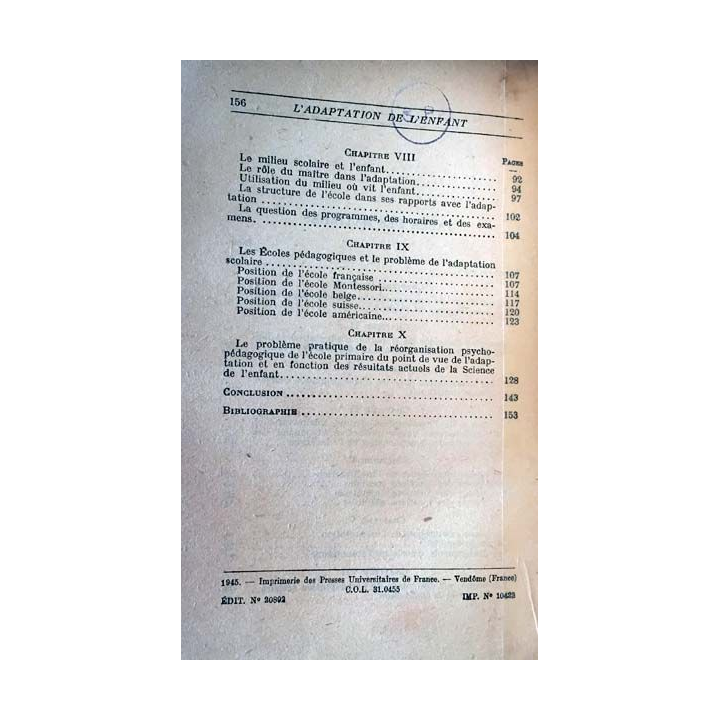 156 L'ADAPTATION DE L'ENFANT
CHAPITRE VIII
PAGES
Le milieu scolaire et l'enfant.................... 92
Le rôle du maître dans l'adaptation.............. 94
Utilisation du milieu où vit l'enfant.............. 97
La structure de l'école dans ses rapports avec l'adap-
tation .......................................... 102
La question des programmes, des horaires et des exa-
mens. .......................................... 104
CHAPITRE IX
Les Écoles pédagogiques et le problème de l'adaptation
scolaire ........................................ 107
Position de l'école française .................... 107
Position de l'école Montessori.................... 114
Position de l'école belge......................... 117
Position de l'école suisse........................ 120
Position de l'école américaine.................... 123
CHAPITRE X
Le problème pratique de la réorganisation psycho-
pédagogique de l'école primaire du point de vue de l'adap-
tation et en fonction des résultats actuels de la Science
de l'enfant..................................... 128
CONCLUSION ................................... 143
BIBLIOGRAPHIE ................................ 153
1945. — Imprimerie des Presses Universitaires de France. — Vendôme (France)
C.O.L. 31.0455
ÉDIT. N° 20892 IMP. N° 10423